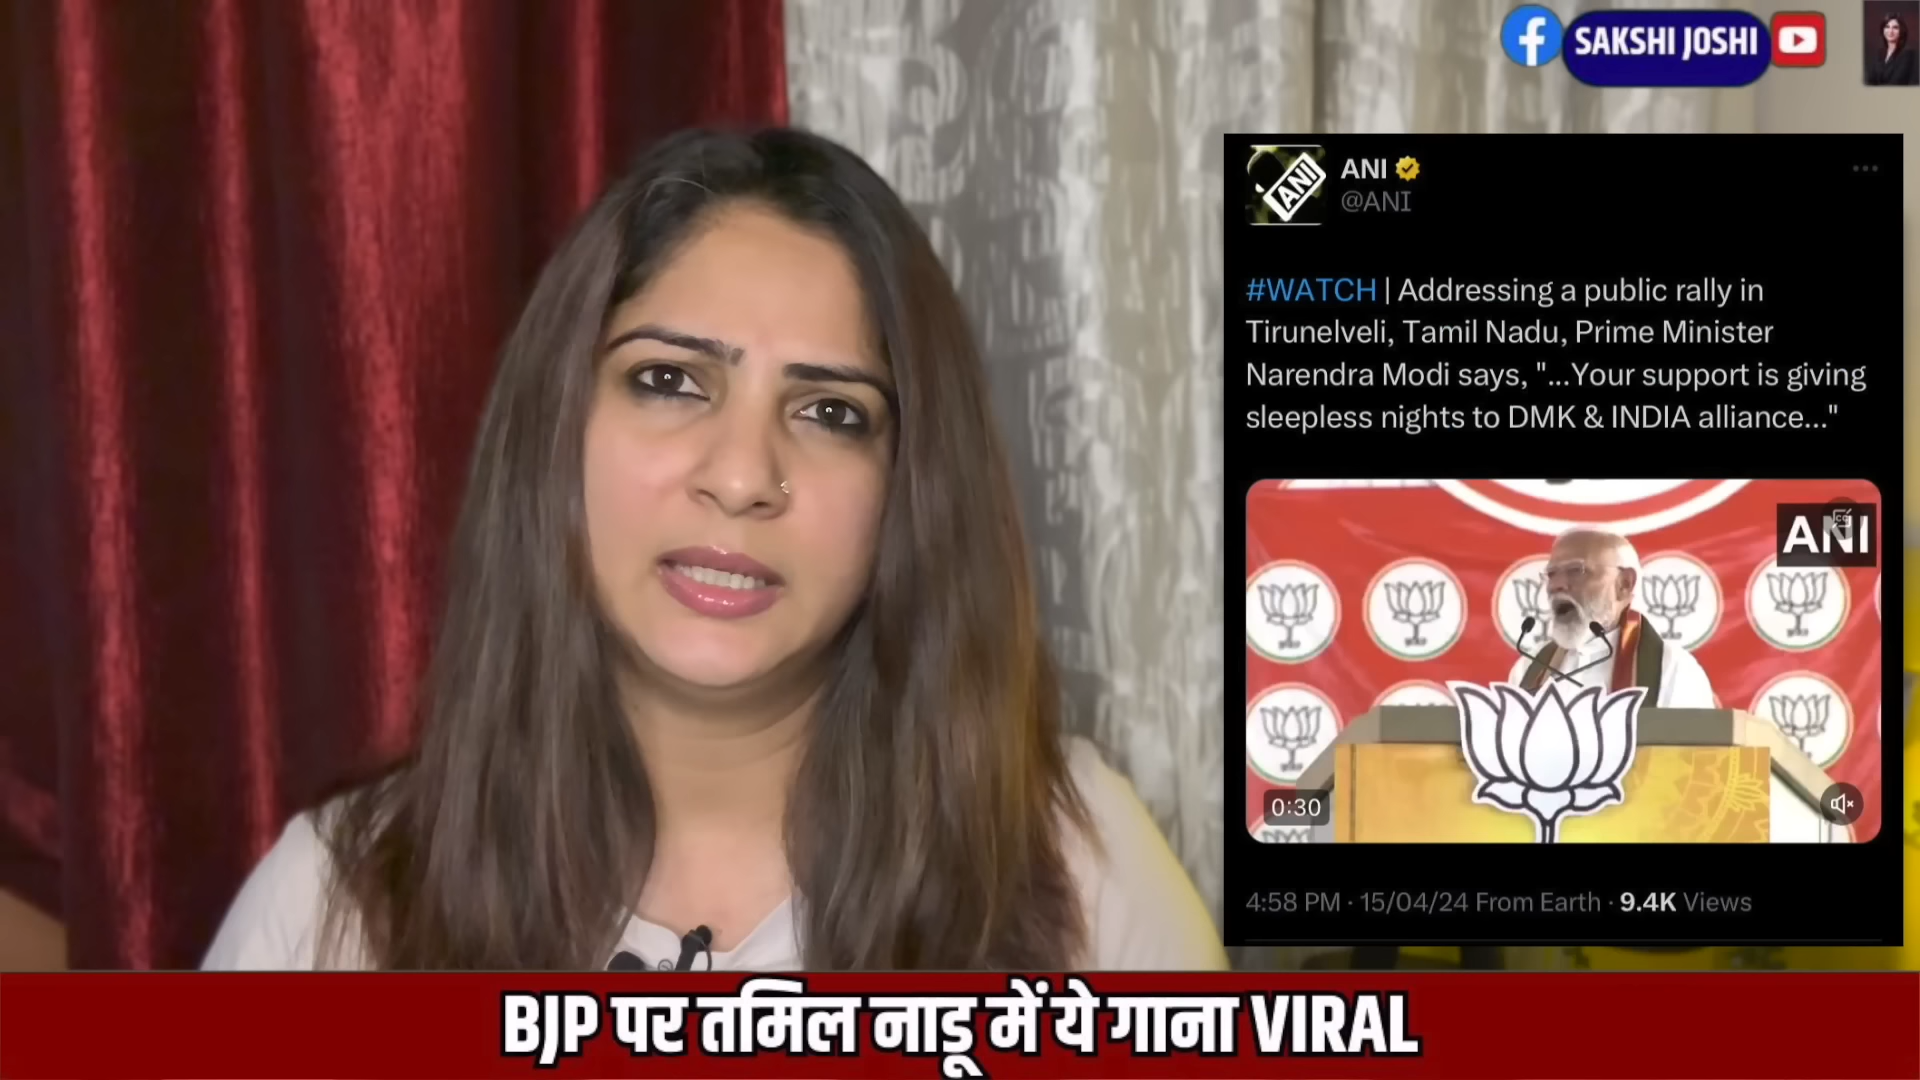 SAKSHI JOSHI
ANI
ANI
@ANI
#WATCH | Addressing a public rally in
Tirunelveli, Tamil Nadu, Prime Minister
Narendra Modi says, "...Your support is giving
sleepless nights to DMK & INDIA alliance..."
ANI
0:30
4:58 PM · 15/04/24 From Earth · 9.4K Views
BJP पर तमिल नाडू में ये गाना VIRAL